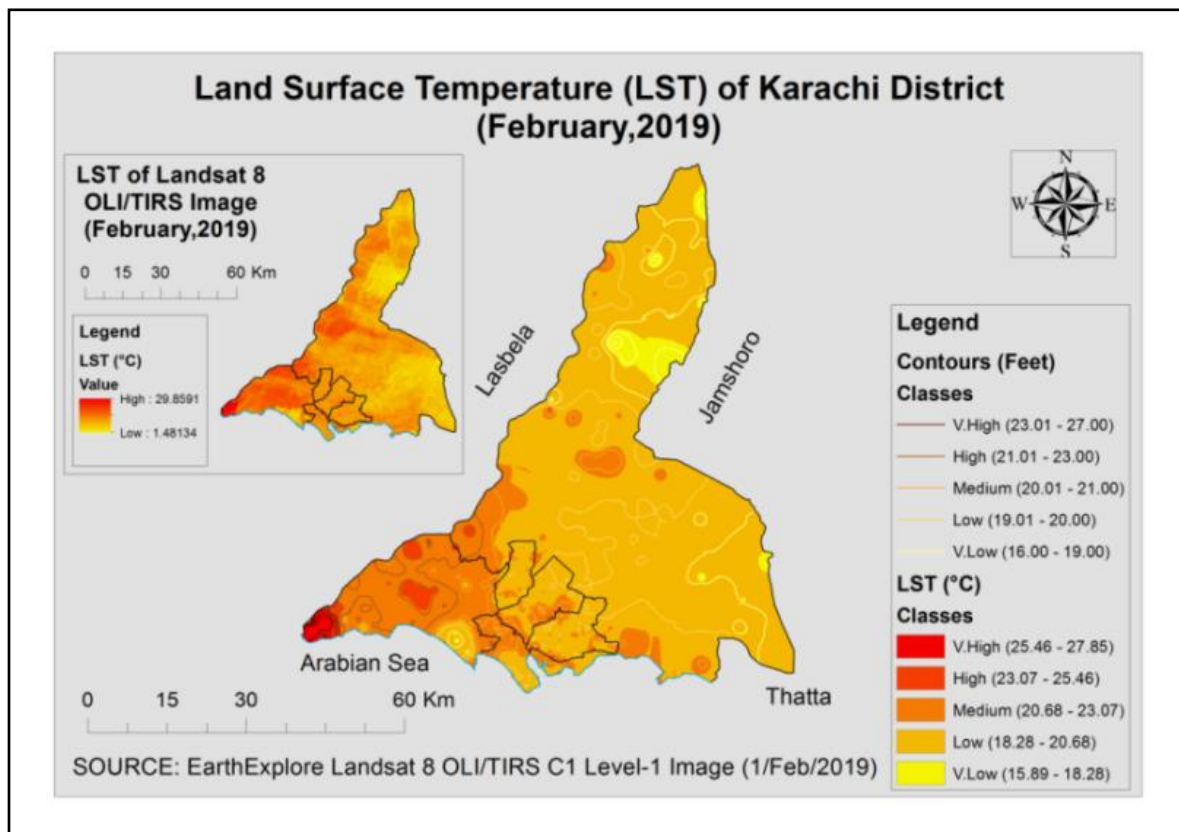 Land Surface Temperature (LST) of Karachi District
(February,2019)
LST of Landsat 8
OLI/TIRS Image
(February,2019)
0 15 30 60 Km
Legend
LST (°C)
Value
High : 29.8591
Low : 1.48134
N
W E
S
Lasbela
Jamshoro
Arabian Sea
Thatta
0 15 30 60 Km
Legend
Contours (Feet)
Classes
V.High (23.01 - 27.00)
High (21.01 - 23.00)
Medium (20.01 - 21.00)
Low (19.01 - 20.00)
V.Low (16.00 - 19.00)
LST (°C)
Classes
V.High (25.46 - 27.85)
High (23.07 - 25.46)
Medium (20.68 - 23.07)
Low (18.28 - 20.68)
V.Low (15.89 - 18.28)
SOURCE: EarthExplore Landsat 8 OLI/TIRS C1 Level-1 Image (1/Feb/2019)